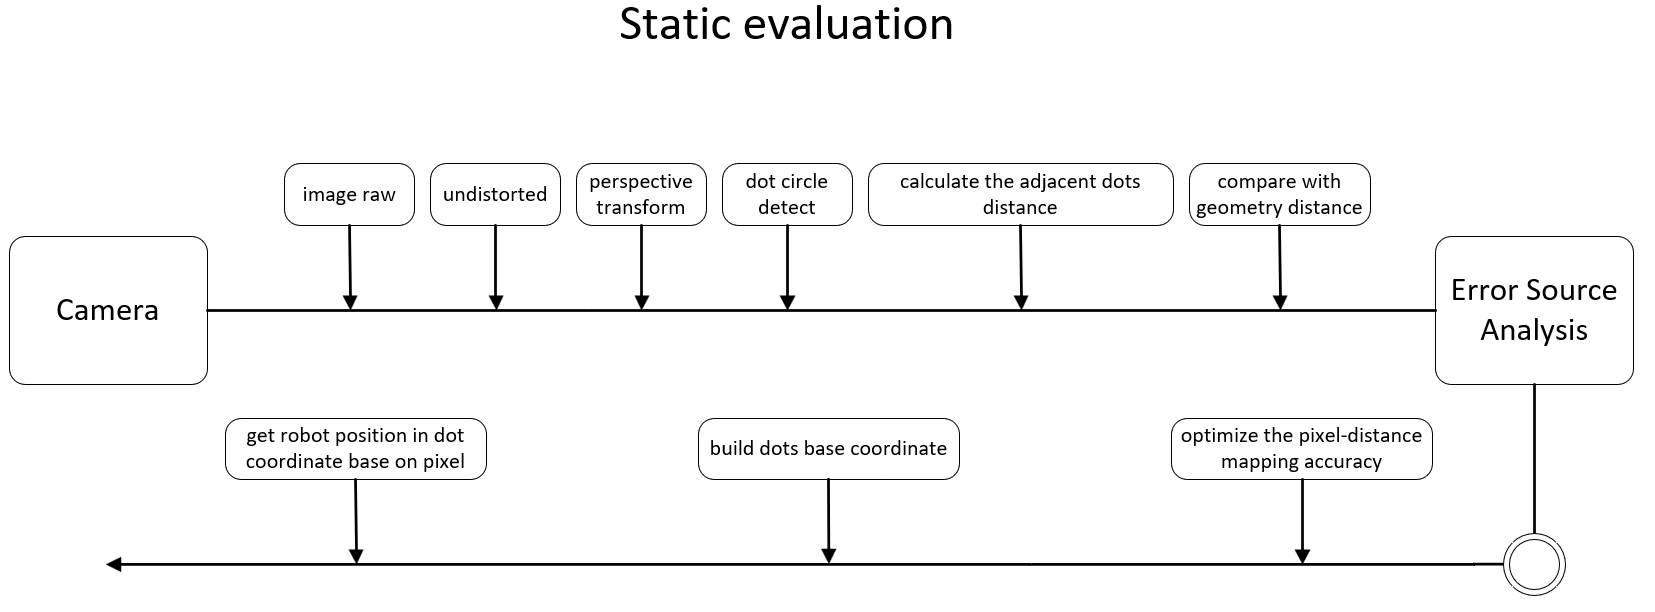 Static evaluation
image raw
undistorted
perspective
transform
dot circle
detect
calculate the adjacent dots
distance
compare with
geometry distance
Camera
Error Source
Analysis
get robot position in dot
coordinate base on pixel
build dots base coordinate
optimize the pixel-distance
mapping accuracy